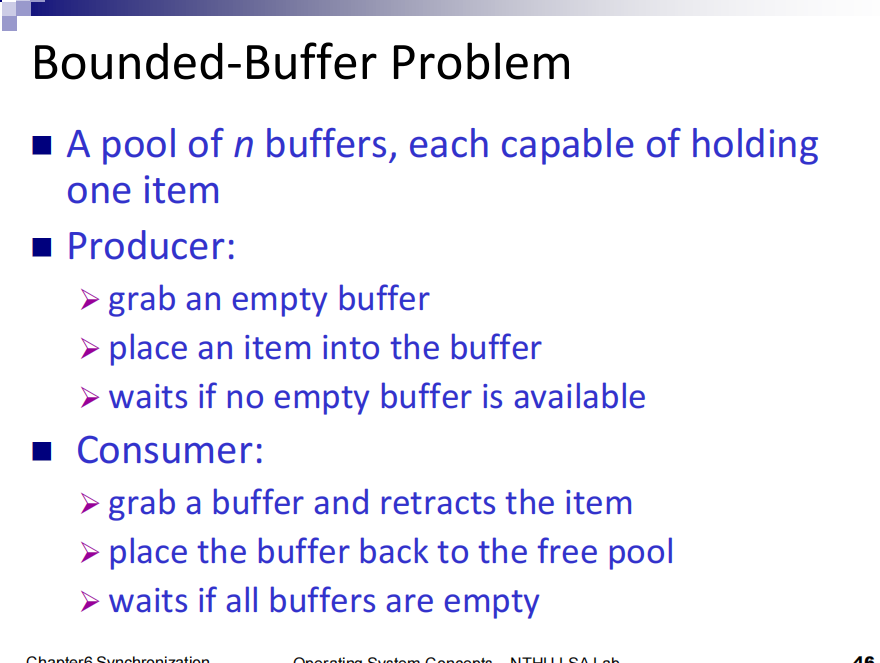 Bounded-Buffer Problem
A pool of n buffers, each capable of holding
one item
Producer:
grab an empty buffer
place an item into the buffer
waits if no empty buffer is available
Consumer:
grab a buffer and retracts the item
place the buffer back to the free pool
waits if all buffers are empty
Chapter6 Synchronization Operating System Concepts – NTHU LSA Lab 46